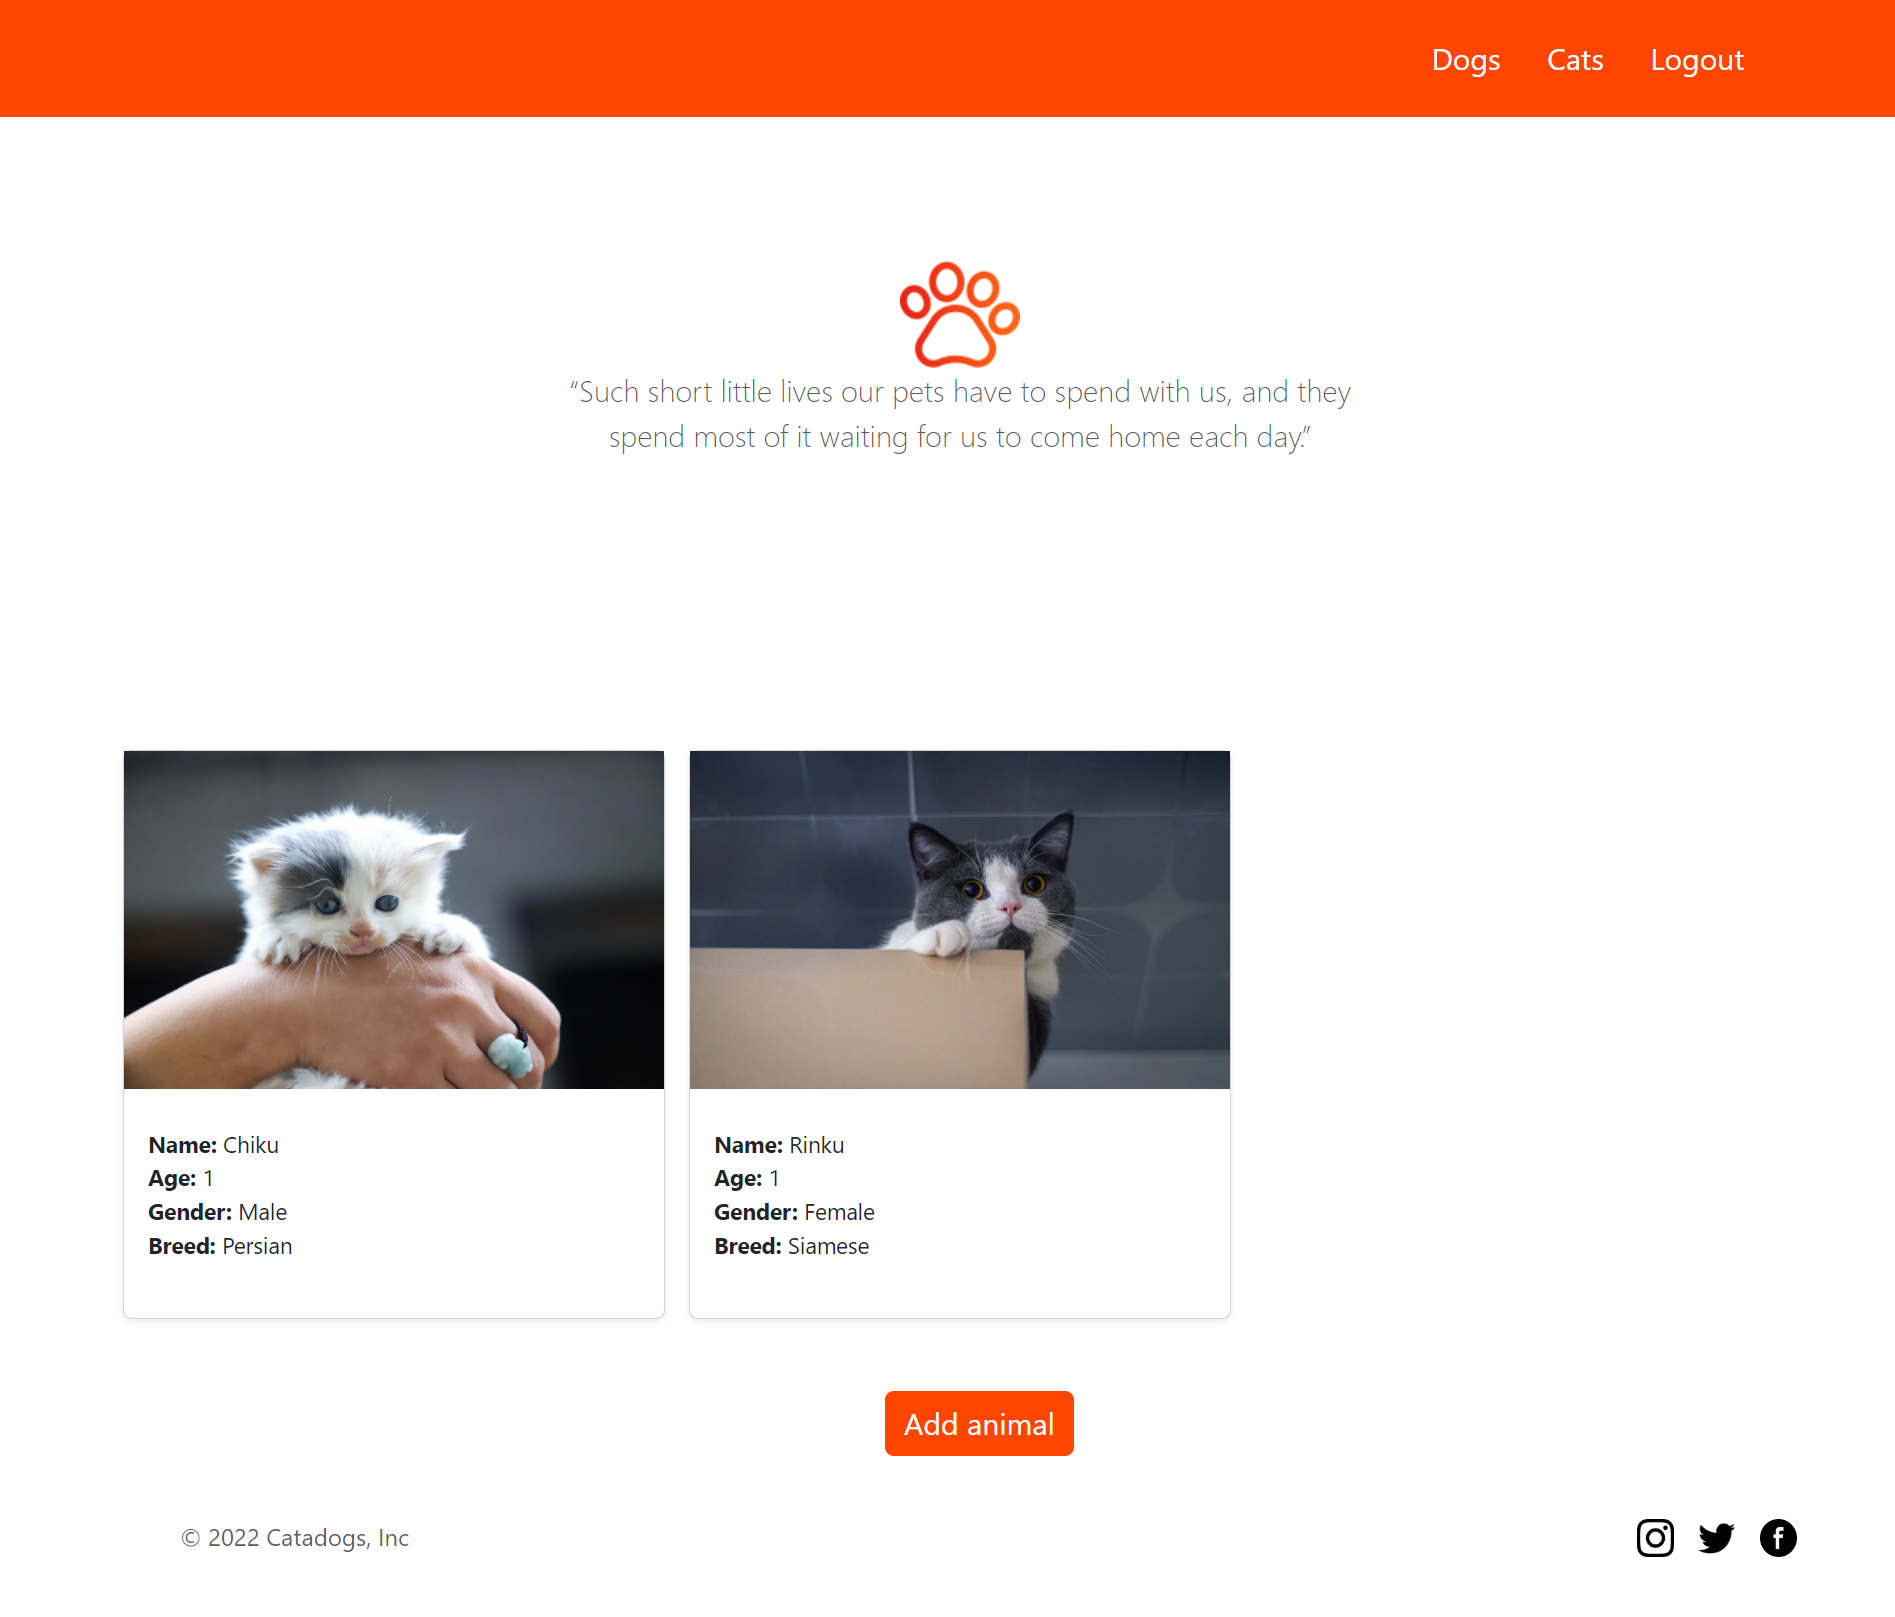 Dogs Cats Logout
“Such short little lives our pets have to spend with us, and they
spend most of it waiting for us to come home each day.”
Name: Chiku
Age: 1
Gender: Male
Breed: Persian
Name: Rinku
Age: 1
Gender: Female
Breed: Siamese
Add animal
© 2022 Catadogs, Inc